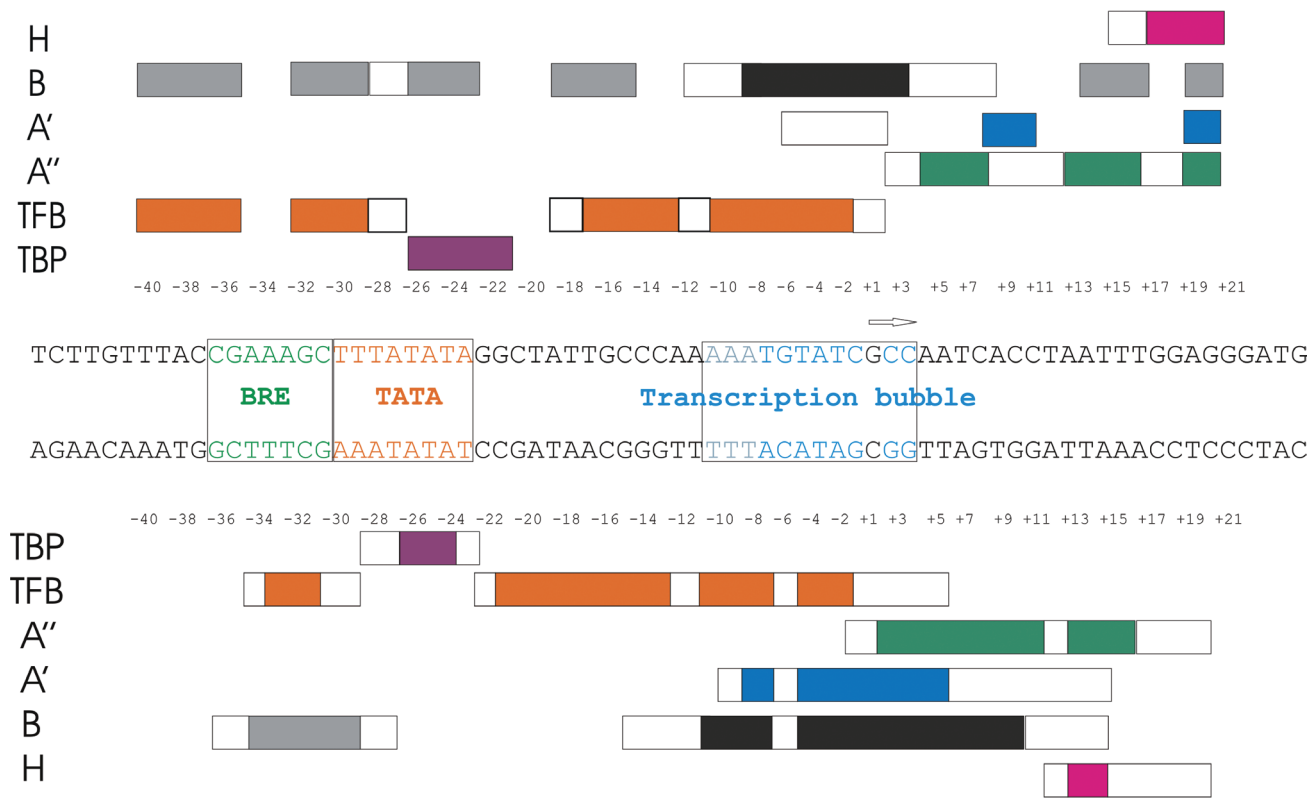 H
B
A'
A''
TFB
TBP
-40 -38 -36 -34 -32 -30 -28 -26 -24 -22 -20 -18 -16 -14 -12 -10 -8 -6 -4 -2 +1 +3 +5 +7 +9 +11 +13 +15 +17 +19 +21
TCTTGTTTACCGAAAGCTTTATATAGGCTATTGCCCAAAAATGTATCGCCAATCACCTAATTTGGAGGGATG
BRE TATA Transcription bubble
AGAACAAATGGCTTTCGAAATATATCCGATAACGGGTTTTTACATAGCGGTTAGTGGATTAAACCTCCCTAC
-40 -38 -36 -34 -32 -30 -28 -26 -24 -22 -20 -18 -16 -14 -12 -10 -8 -6 -4 -2 +1 +3 +5 +7 +9 +11 +13 +15 +17 +19 +21
TBP
TFB
A''
A'
B
H